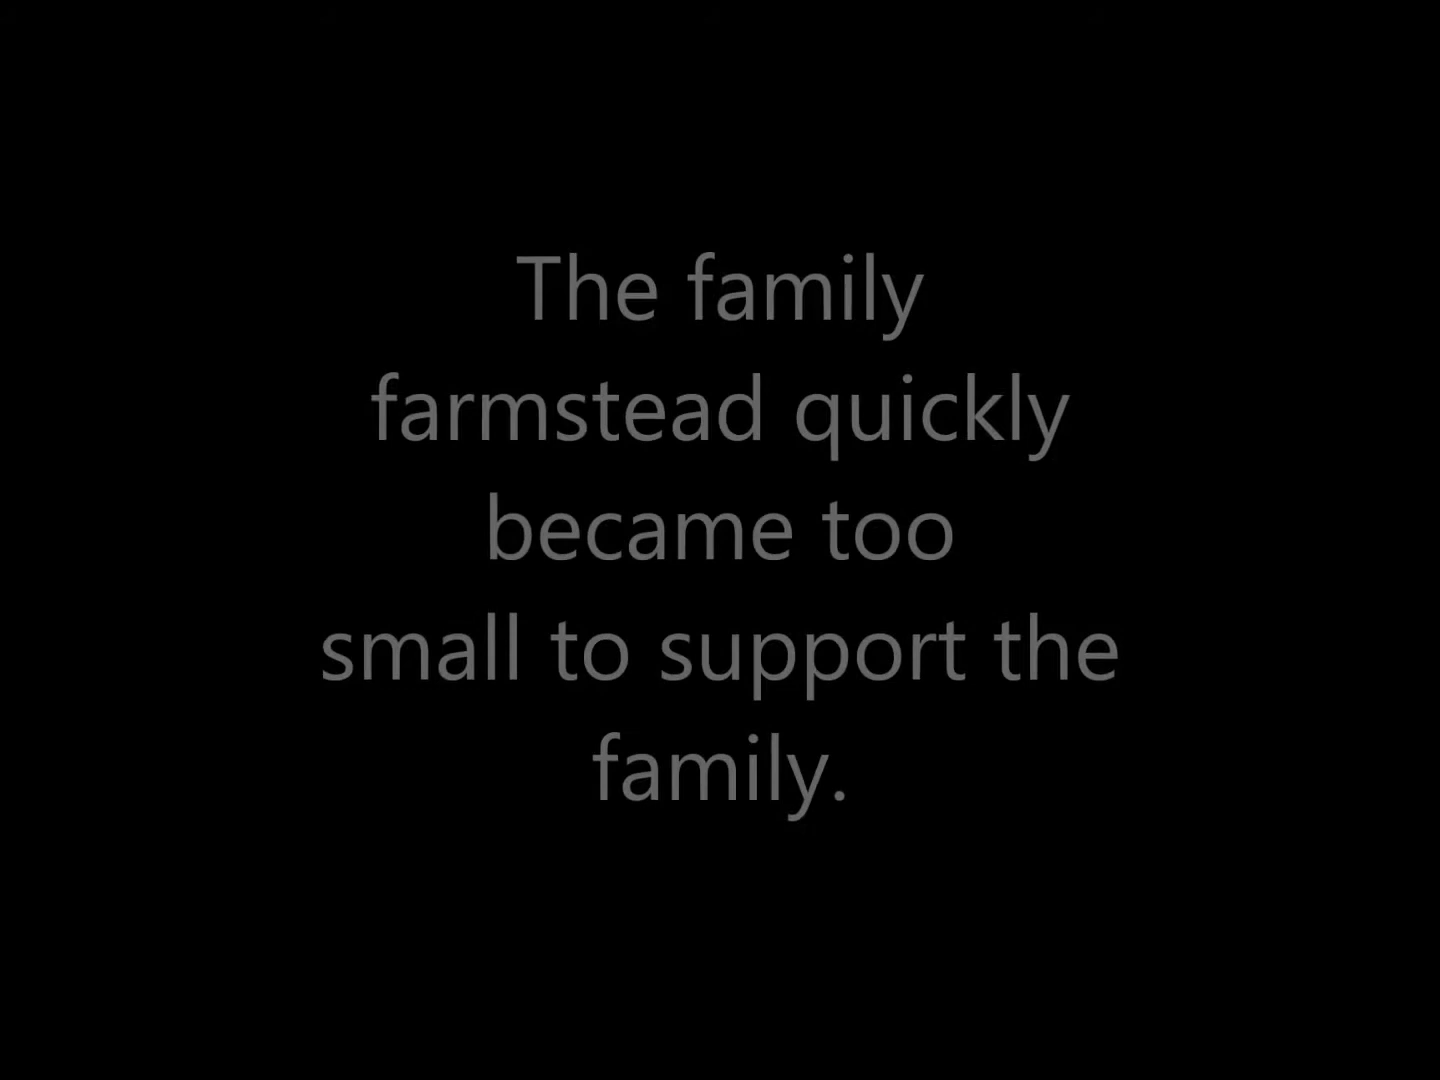 The family
farmstead quickly
became too
small to support the
family.